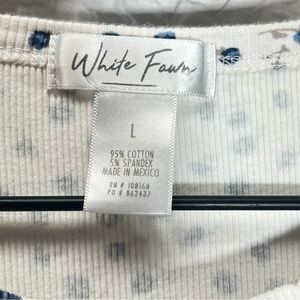 White Fawn
L
95% COTTON
5% SPANDEX
MADE IN MEXICO
RN # 108168
PO # 862437